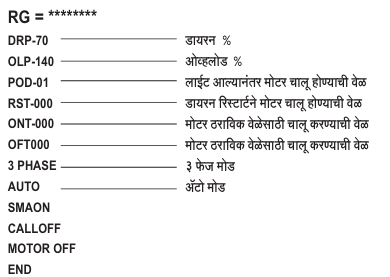 RG = ********
DRP-70 डायरन %
OLP-140 ओव्हलोड %
POD-01 लाईट आल्यानंतर मोटर चालू होण्याची वेळ
RST-000 डायरन रिस्टार्टने मोटर चालू होण्याची वेळ
ONT-000 मोटर ठराविक वेळेसाठी चालू करण्याची वेळ
OFT000 मोटर ठराविक वेळेसाठी चालू करण्याची वेळ
3 PHASE ३ फेज मोड
AUTO ॲटो मोड
SMAON
CALLOFF
MOTOR OFF
END